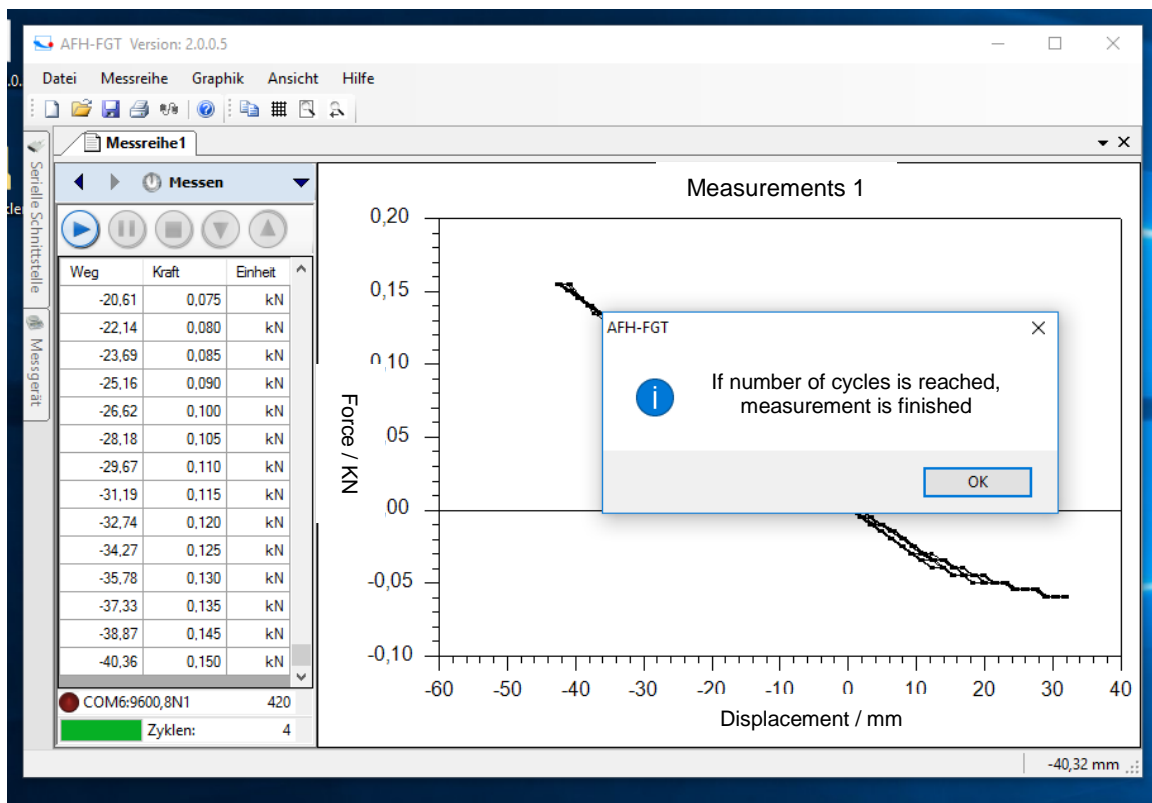 AFH-FGT Version: 2.0.0.5
.0.
Datei Messreihe Graphik Ansicht Hilfe
Messreihe1
Serielle Schnittstelle
Messgerät
Messen
Weg Kraft Einheit
-20,61 0,075 kN
-22,14 0,080 kN
-23,69 0,085 kN
-25,16 0,090 kN
-26,62 0,100 kN
-28,18 0,105 kN
-29,67 0,110 kN
-31,19 0,115 kN
-32,74 0,120 kN
-34,27 0,125 kN
-35,78 0,130 kN
-37,33 0,135 kN
-38,87 0,145 kN
-40,36 0,150 kN
COM6:9600,8N1 420
Zyklen: 4
Measurements 1
0,20
0,15
0,10
,05
,00
-0,05
-0,10
Force / KN
-60 -50 -40 -30 -20 -10 0 10 20 30 40
Displacement / mm
AFH-FGT
If number of cycles is reached,
measurement is finished
OK
-40,32 mm